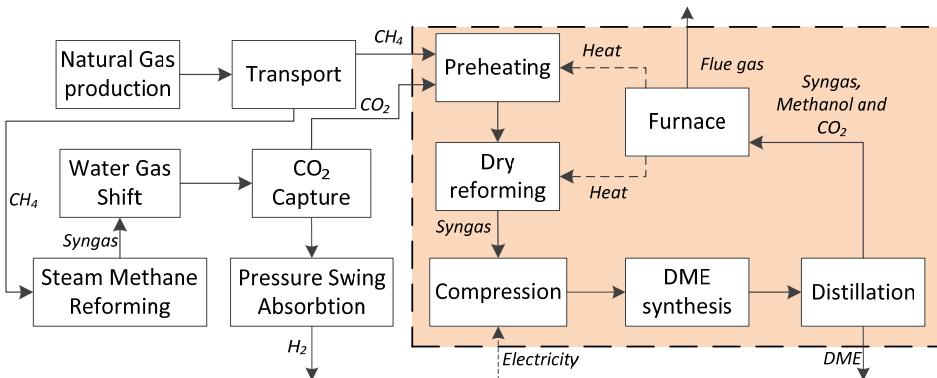 Natural Gas
production
Transport
CH₄
CO₂
Preheating
Heat
Flue gas
Furnace
Syngas,
Methanol and
CO₂
Water Gas
Shift
CO₂
Capture
Dry
reforming
Heat
CH₄
Syngas
Syngas
Steam Methane
Reforming
Pressure Swing
Absorbtion
Compression
DME
synthesis
Distillation
H₂
Electricity
DME